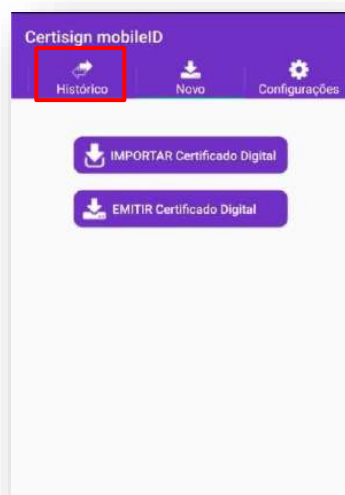 Certisign mobileID
Histórico Novo Configurações
IMPORTAR Certificado Digital
EMITIR Certificado Digital